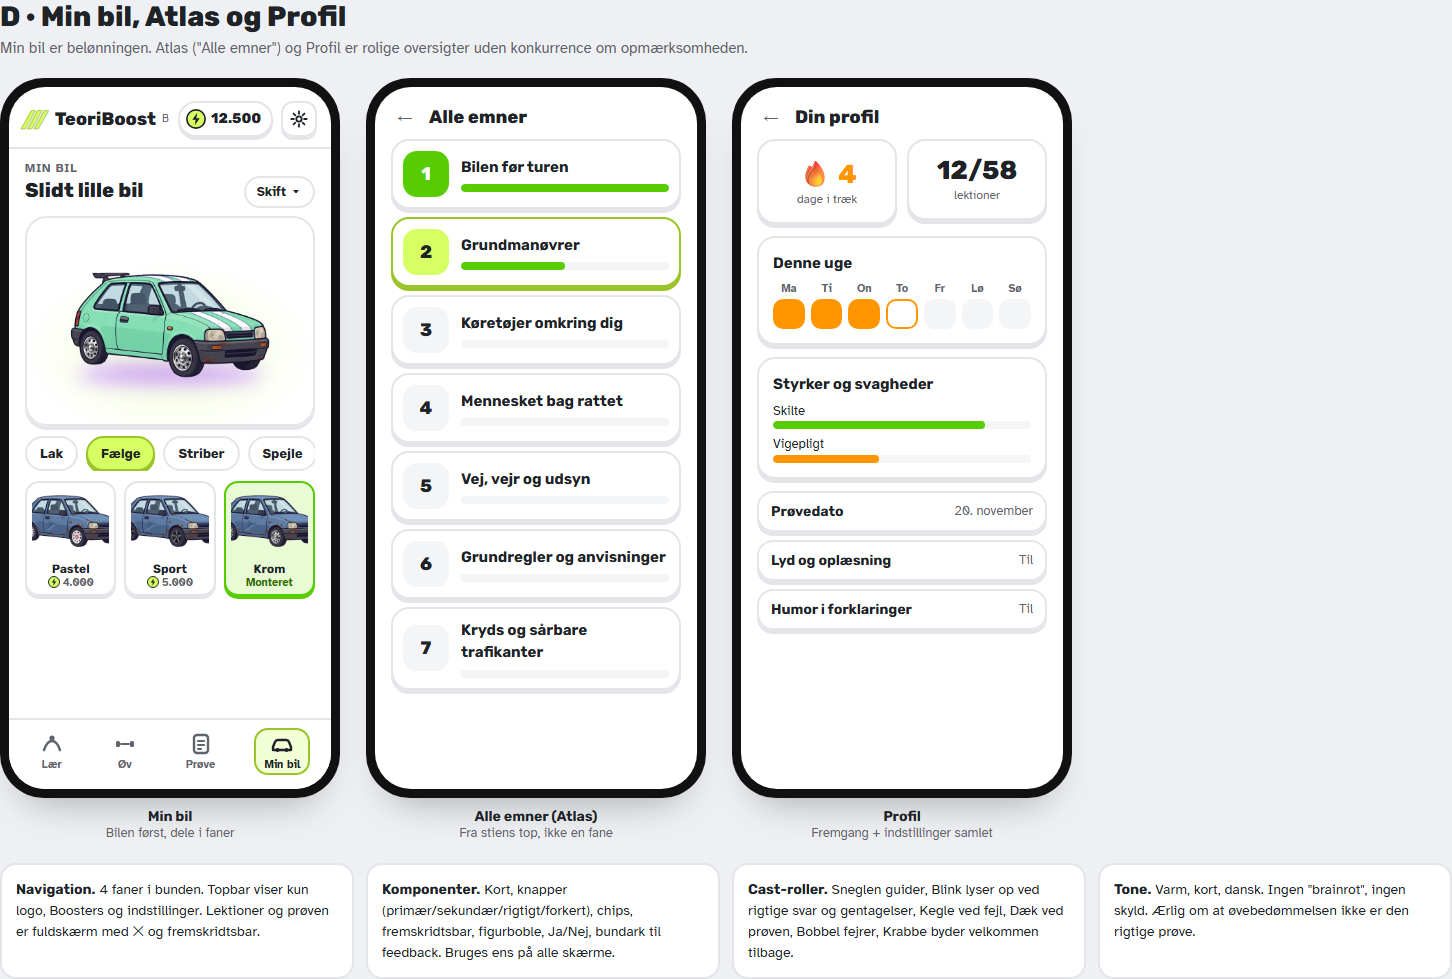 D • Min bil, Atlas og Profil
Min bil er belønningen. Atlas ("Alle emner") og Profil er rolige oversigter uden konkurrence om opmærksomheden.
TeoriBoost B
12.500
MIN BIL
Slidt lille bil
Skift
Lak
Fælge
Striber
Spejle
Pastel
4.000
Sport
5.000
Krom
Monteret
Lær
Øv
Prøve
Min bil
Min bil
Bilen først, dele i faner
← Alle emner
1
Bilen før turen
2
Grundmanøvrer
3
Køretøjer omkring dig
4
Mennesket bag rattet
5
Vej, vejr og udsyn
6
Grundregler og anvisninger
7
Kryds og sårbare
trafikanter
Alle emner (Atlas)
Fra stiens top, ikke en fane
← Din profil
4
dage i træk
12/58
lektioner
Denne uge
Ma Ti On To Fr Lø Sø
Styrker og svagheder
Skilte
Vigepligt
Prøvedato 20. november
Lyd og oplæsning Til
Humor i forklaringer Til
Profil
Fremgang + indstillinger samlet
Navigation. 4 faner i bunden. Topbar viser kun
logo, Boosters og indstillinger. Lektioner og prøven
er fuldskærm med ✕ og fremskridtsbar.
Komponenter. Kort, knapper
(primær/sekundær/rigtigt/forkert), chips,
fremskridtsbar, figurboble, Ja/Nej, bundark til
feedback. Bruges ens på alle skærme.
Cast-roller. Sneglen guider, Blink lyser op ved
rigtige svar og gentagelser, Kegle ved fejl, Dæk ved
prøven, Bobbel fejrer, Krabbe byder velkommen
tilbage.
Tone. Varm, kort, dansk. Ingen "brainrot", ingen
skyld. Ærlig om at øvebedømmelsen ikke er den
rigtige prøve.